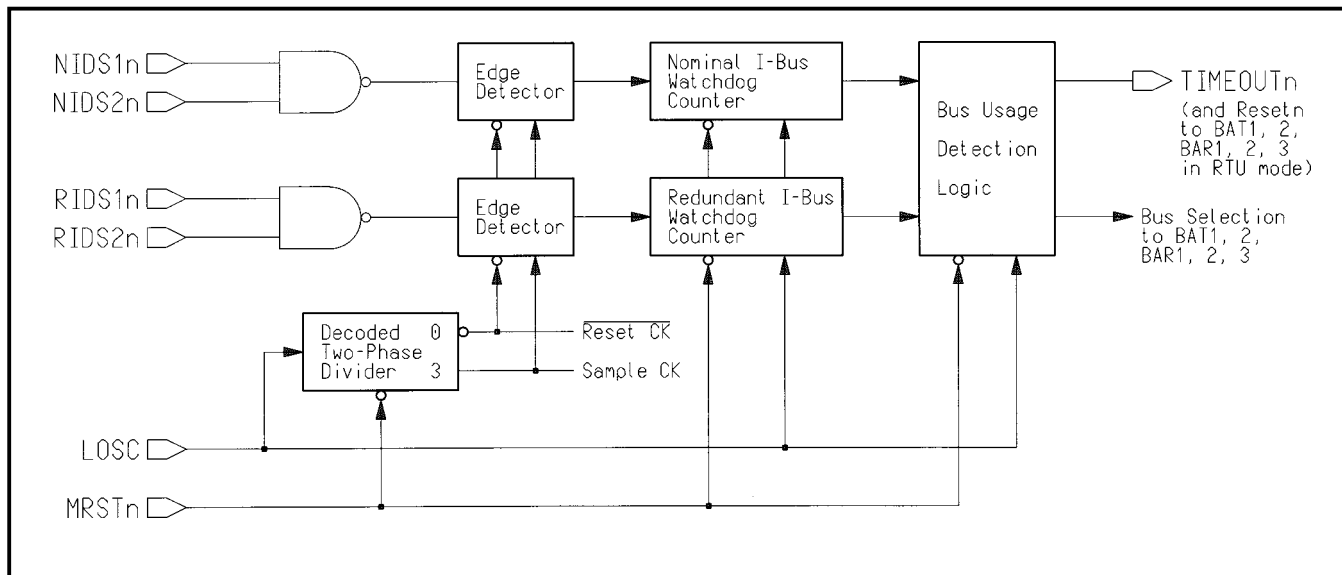 NIDS1n
NIDS2n
Edge
Detector
Nominal I-Bus
Watchdog
Counter
Bus Usage
Detection
Logic
TIMEOUTn
(and Resetn
to BAT1, 2,
BAR1, 2, 3
in RTU mode)
RIDS1n
RIDS2n
Edge
Detector
Redundant I-Bus
Watchdog
Counter
Bus Selection
to BAT1, 2,
BAR1, 2, 3
Decoded 0
Two-Phase
Divider 3
Reset CK
Sample CK
LOSC
MRSTn